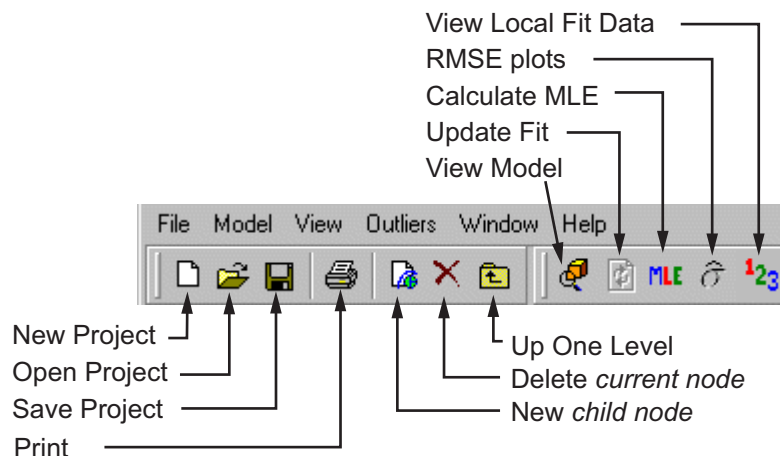 View Local Fit Data
RMSE plots
Calculate MLE
Update Fit
View Model
File Model View Outliers Window Help
MLE σ̂ 123
New Project
Open Project
Save Project
Print
Up One Level
Delete current node
New child node